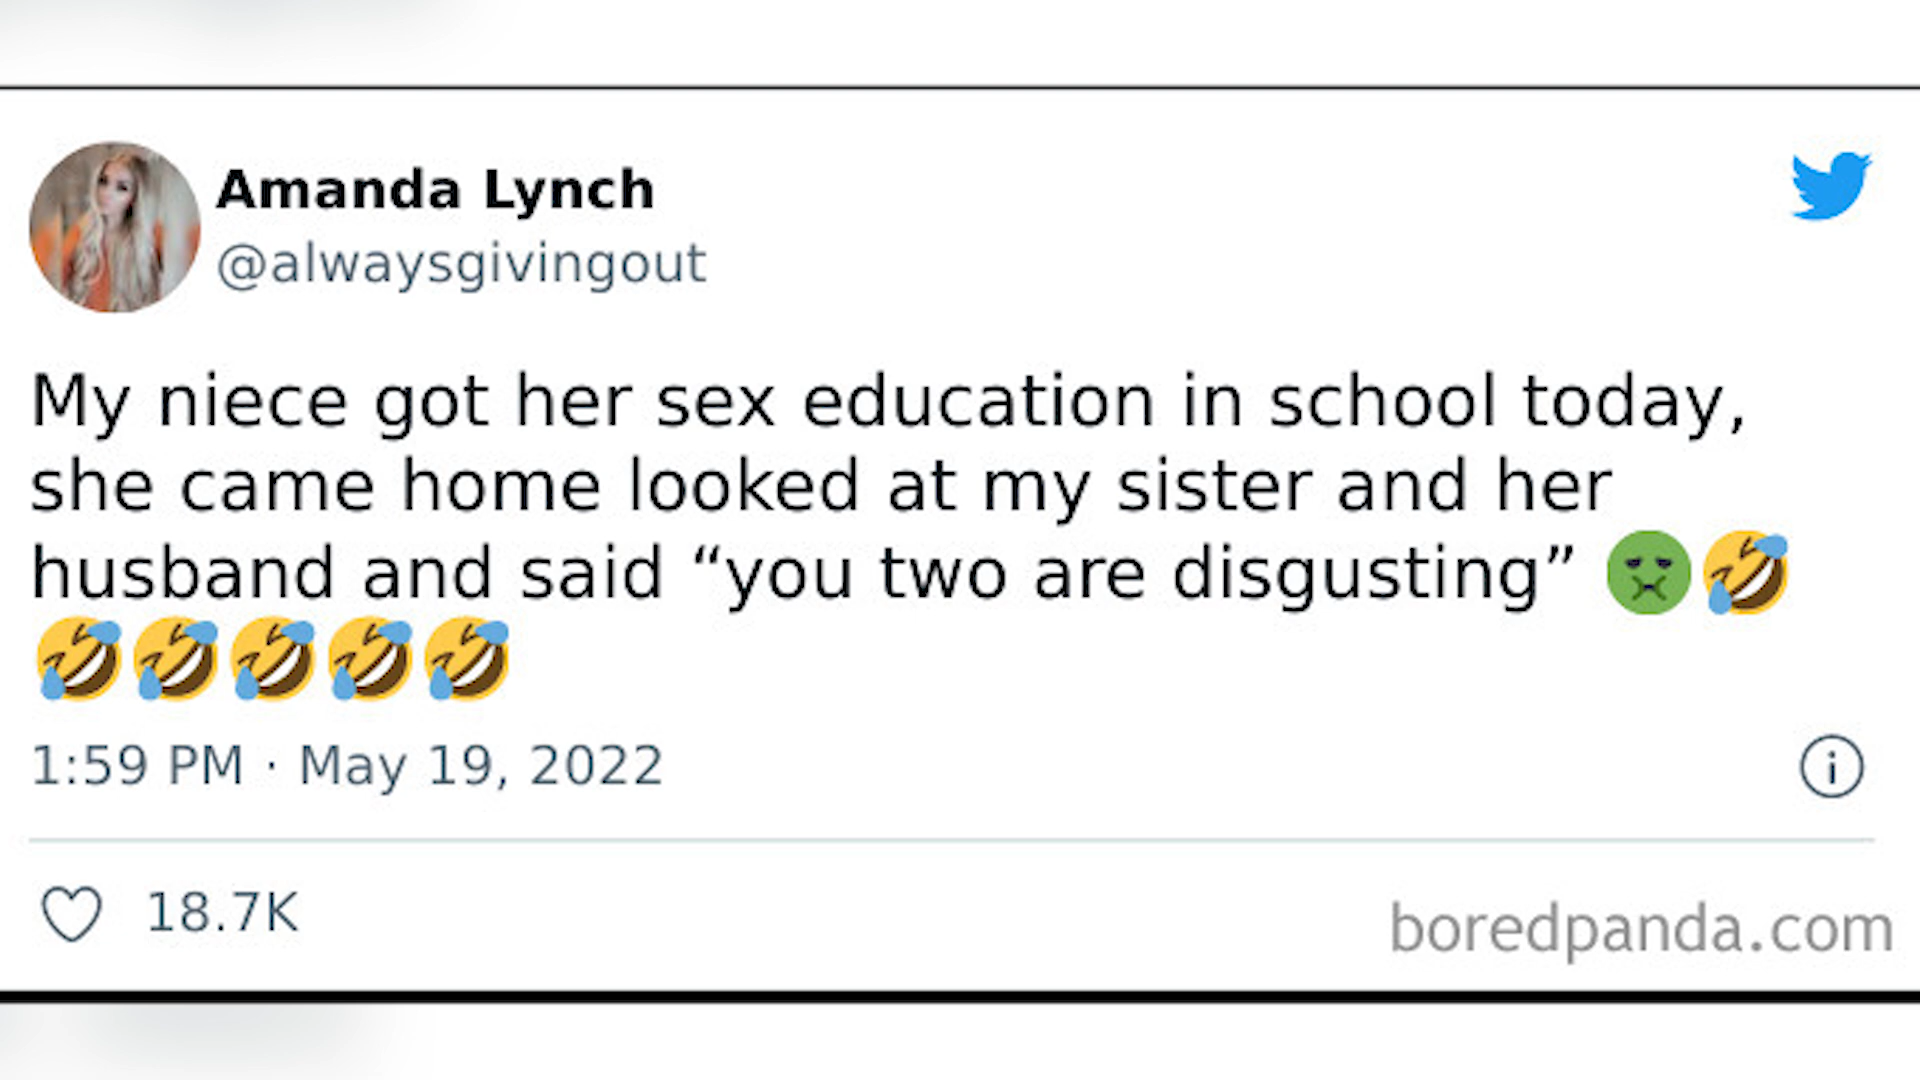 Amanda Lynch
@alwaysgivingout
My niece got her sex education in school today,
she came home looked at my sister and her
husband and said “you two are disgusting” 🤢🤣
🤣🤣🤣🤣🤣
1:59 PM · May 19, 2022
18.7K
boredpanda.com